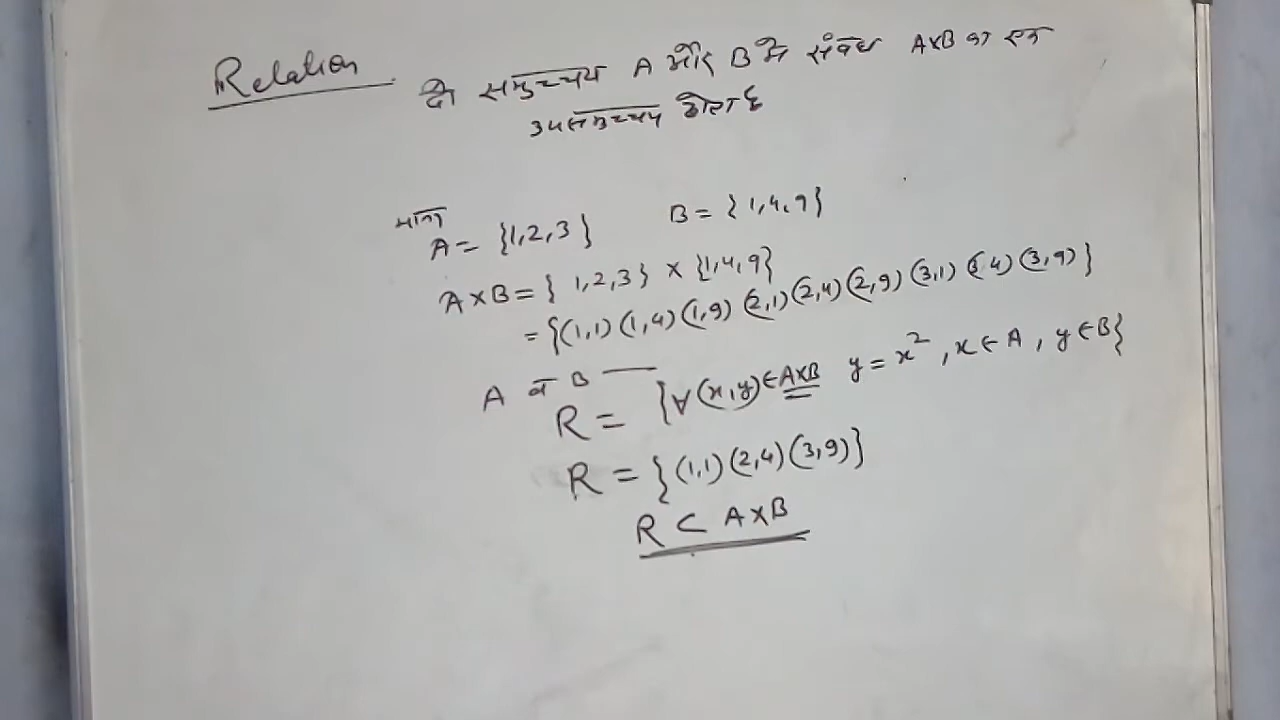 Relation
दो समुच्चय A और B में संबंध A×B का एक
उपसमुच्चय होता है
माना
A = {1,2,3} B = {1,4,9}
A×B = { 1,2,3} × {1,4,9}
= {(1,1) (1,4) (1,9) (2,1) (2,4) (2,9) (3,1) (3,4) (3,9)}
A व B —
R = {∀(x,y)∈A×B y = x², x∈A, y∈B}
R = {(1,1) (2,4) (3,9)}
R ⊂ A×B